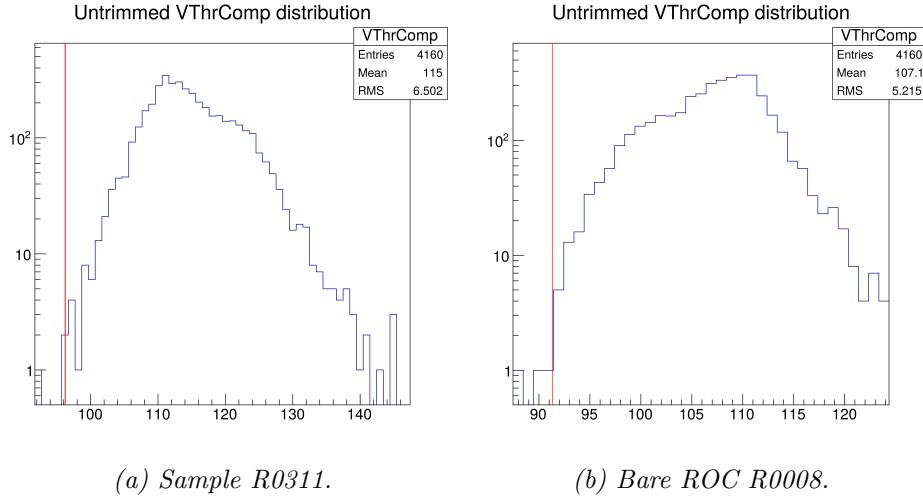 Untrimmed VThrComp distribution
VThrComp
Entries 4160
Mean 115
RMS 6.502
10²
10
1
100 110 120 130 140
(a) Sample R0311.
Untrimmed VThrComp distribution
VThrComp
Entries 4160
Mean 107.1
RMS 5.215
10²
10
1
90 95 100 105 110 115 120
(b) Bare ROC R0008.